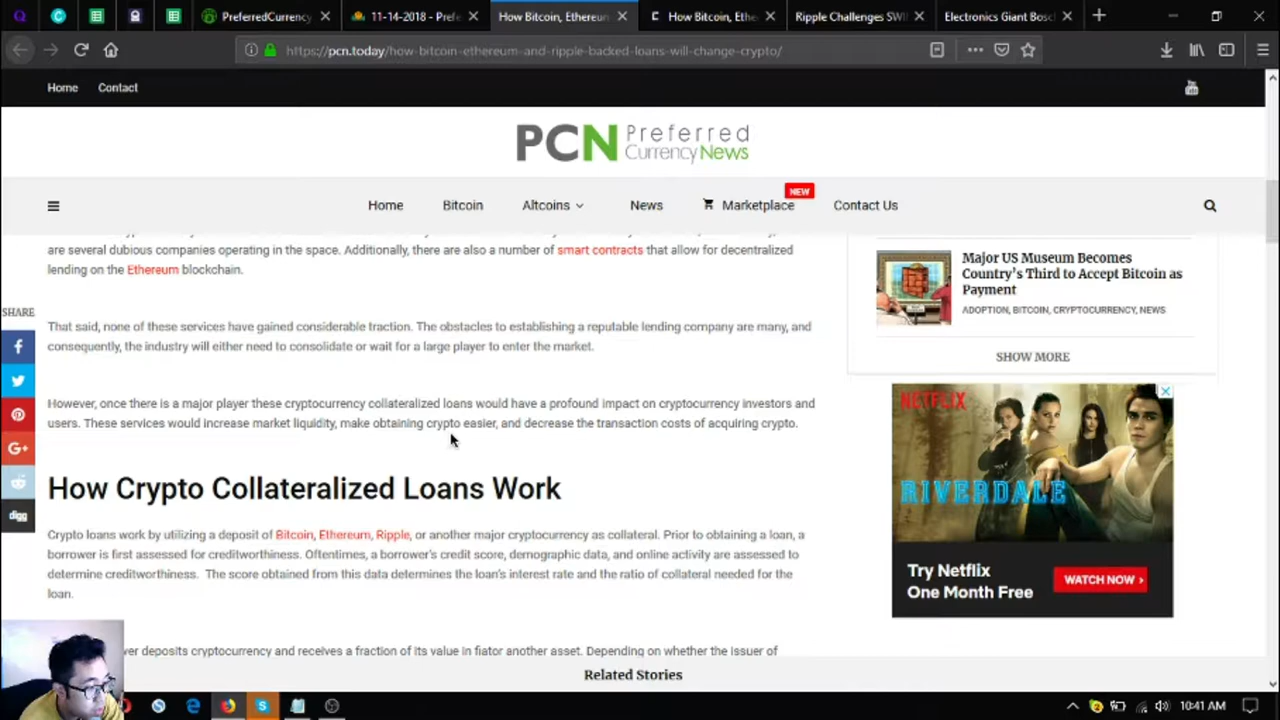 PreferredCurrency
11-14-2018 - Prefe
How Bitcoin, Ethereum
How Bitcoin, Ethe
Ripple Challenges SWI
Electronics Giant Bosch
https://pcn.today/how-bitcoin-ethereum-and-ripple-backed-loans-will-change-crypto/
Home
Contact
PCN Preferred
CurrencyNews
Home
Bitcoin
Altcoins
News
Marketplace
NEW
Contact Us
are several dubious companies operating in the space. Additionally, there are also a number of smart contracts that allow for decentralized
lending on the Ethereum blockchain.
That said, none of these services have gained considerable traction. The obstacles to establishing a reputable lending company are many, and
consequently, the industry will either need to consolidate or wait for a large player to enter the market.
However, once there is a major player these cryptocurrency collateralized loans would have a profound impact on cryptocurrency investors and
users. These services would increase market liquidity, make obtaining crypto easier, and decrease the transaction costs of acquiring crypto.
How Crypto Collateralized Loans Work
Crypto loans work by utilizing a deposit of Bitcoin, Ethereum, Ripple, or another major cryptocurrency as collateral. Prior to obtaining a loan, a
borrower is first assessed for creditworthiness. Oftentimes, a borrower's credit score, demographic data, and online activity are assessed to
determine creditworthiness. The score obtained from this data determines the loan's interest rate and the ratio of collateral needed for the
loan.
ver deposits cryptocurrency and receives a fraction of its value in fiator another asset. Depending on whether the issuer of
SHARE
digg
Major US Museum Becomes
Country's Third to Accept Bitcoin as
Payment
ADOPTION, BITCOIN, CRYPTOCURRENCY, NEWS
SHOW MORE
NETFLIX
RIVERDALE
Try Netflix
One Month Free
WATCH NOW
Related Stories
10:41 AM